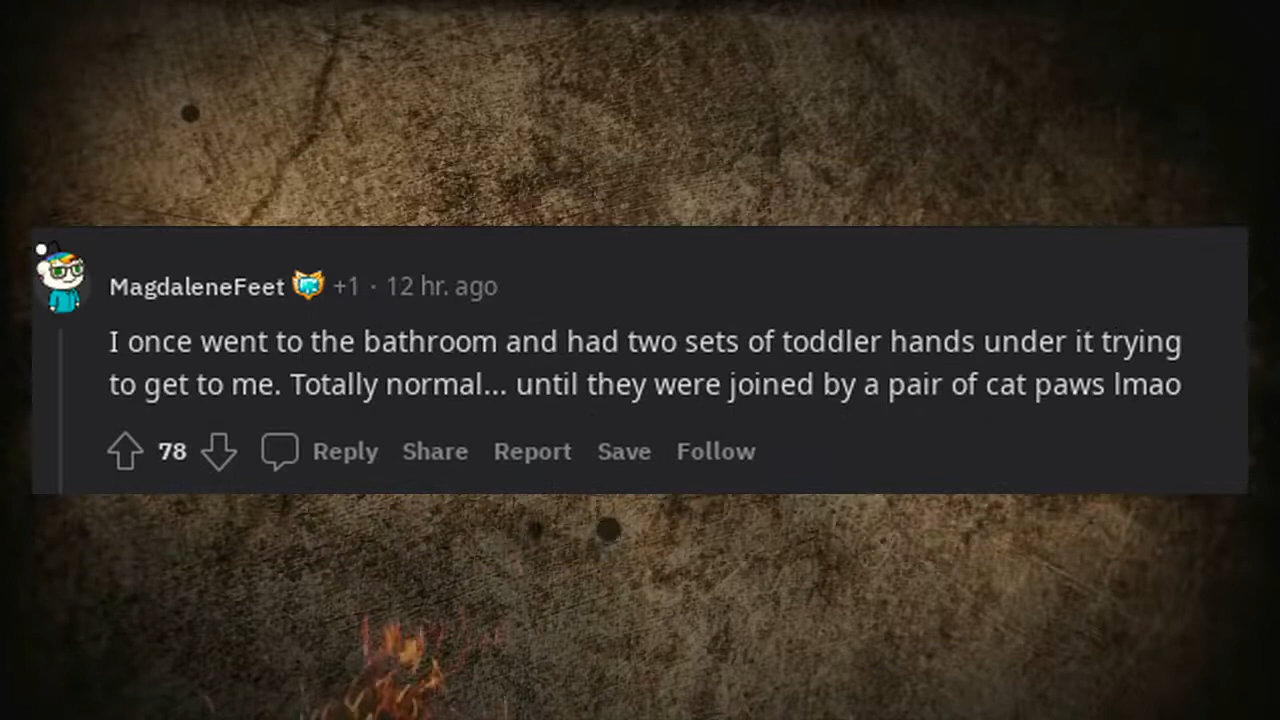 MagdaleneFeet +1 · 12 hr. ago
I once went to the bathroom and had two sets of toddler hands under it trying
to get to me. Totally normal... until they were joined by a pair of cat paws lmao
78 Reply Share Report Save Follow